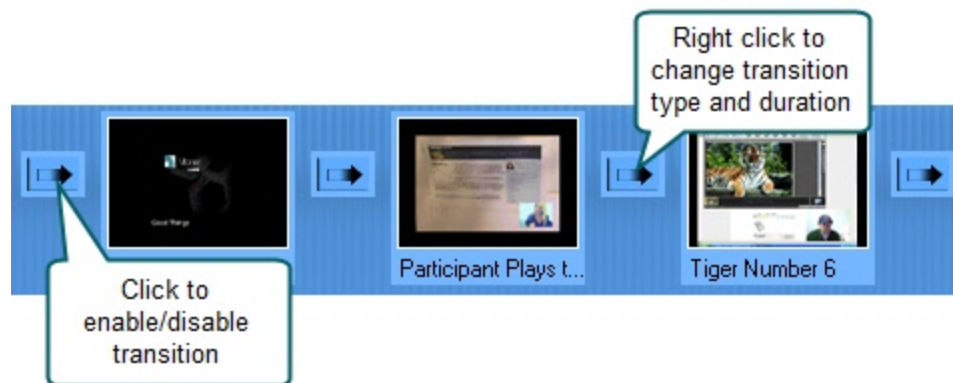 Right click to
change transition
type and duration
Participant Plays t...
Tiger Number 6
Click to
enable/disable
transition